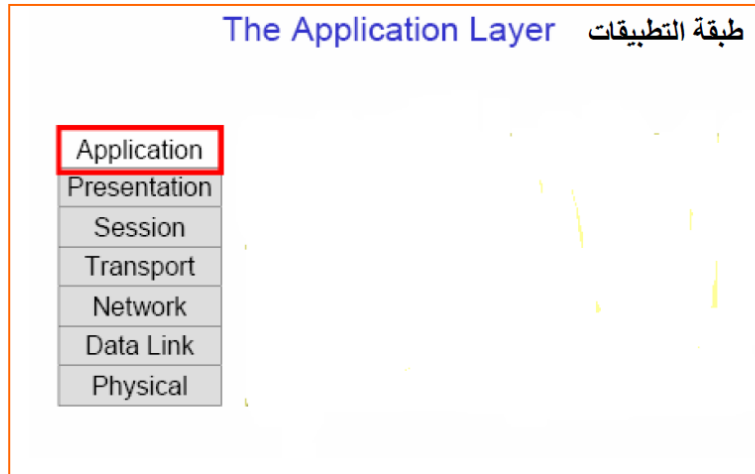 The Application Layer طبقة التطبيقات
Application
Presentation
Session
Transport
Network
Data Link
Physical